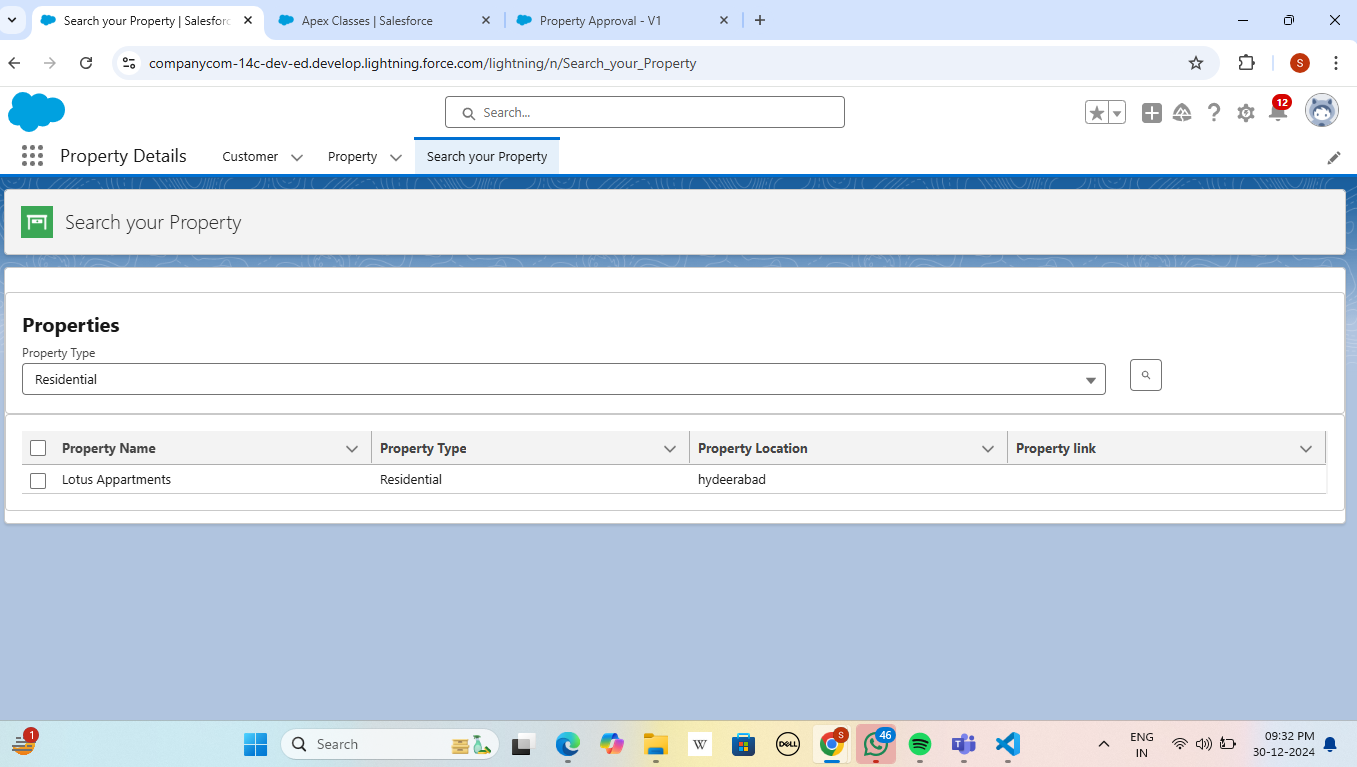 Search your Property | Salesforc
Apex Classes | Salesforce
Property Approval - V1
companycom-14c-dev-ed.develop.lightning.force.com/lightning/n/Search_your_Property
S
Search...
12
Property Details
Customer
Property
Search your Property
Search your Property
Properties
Property Type
Residential
Property Name
Property Type
Property Location
Property link
Lotus Appartments
Residential
hydeerabad
1
Search
W
DELL
S
46
ENG
IN
09:32 PM
30-12-2024